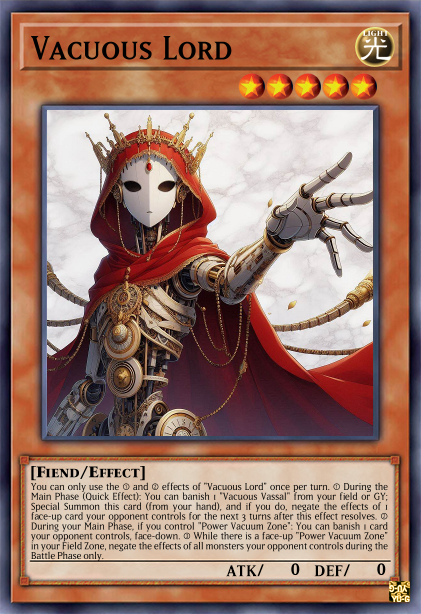 Vacuous Lord
LIGHT
光
[Fiend/Effect]
You can only use the ① and ② effects of "Vacuous Lord" once per turn. ① During the
Main Phase (Quick Effect): You can banish 1 "Vacuous Vassal" from your field or GY;
Special Summon this card (from your hand), and if you do, negate the effects of 1
face-up card your opponent controls for the next 3 turns after this effect resolves. ②
During your Main Phase, if you control "Power Vacuum Zone": You can banish 1 card
your opponent controls, face-down. ③ While there is a face-up "Power Vacuum Zone"
in your Field Zone, negate the effects of all monsters your opponent controls during the
Battle Phase only.
ATK/ 0 DEF/ 0